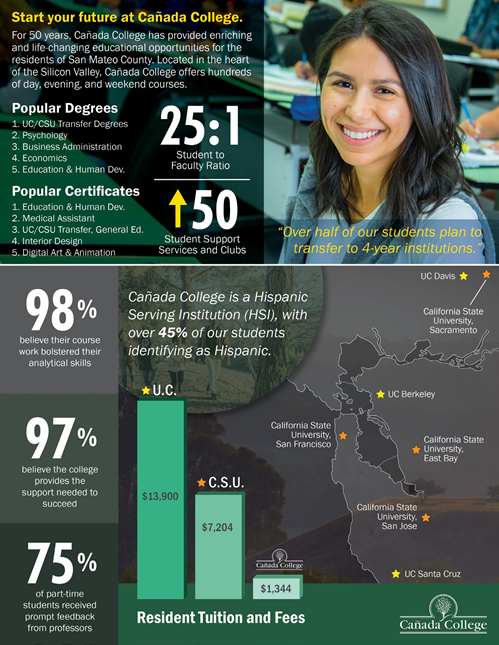 Start your future at Cañada College.
For 50 years, Cañada College has provided enriching
and life-changing educational opportunities for the
residents of San Mateo County. Located in the heart
of the Silicon Valley, Cañada College offers hundreds
of day, evening, and weekend courses.
Popular Degrees
1. UC/CSU Transfer Degrees
2. Psychology
3. Business Administration
4. Economics
5. Education & Human Dev.
Popular Certificates
1. Education & Human Dev.
2. Medical Assistant
3. UC/CSU Transfer, General Ed.
4. Interior Design
5. Digital Art & Animation
25:1
Student to
Faculty Ratio
50
Student Support
Services and Clubs
“Over half of our students plan to
transfer to 4-year institutions.”
98%
believe their course
work bolstered their
analytical skills
97%
believe the college
provides the
support needed to
succeed
75%
of part-time
students received
prompt feedback
from professors
Cañada College is a Hispanic
Serving Institution (HSI), with
over 45% of our students
identifying as Hispanic.
U.C.
$13,900
C.S.U.
$7,204
Cañada College
$1,344
Resident Tuition and Fees
UC Davis
California State
University,
Sacramento
UC Berkeley
California State
University,
San Francisco
California State
University,
East Bay
California State
University,
San Jose
UC Santa Cruz
Cañada College